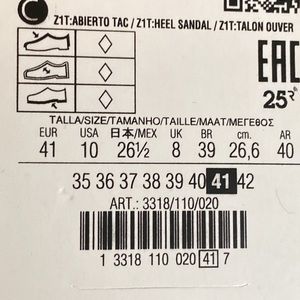 C
Z1T:ABIERTO TAC / Z1T:HEEL SANDAL / Z1T:TALON OUVER
EAC
25
TALLA/SIZE/TAMANHO/TAILLE/MAAT/ΜΕΓΕΘΟΣ
EUR USA 日本/MEX UK BR cm. AR
41 10 26½ 8 39 26,6 40
35 36 37 38 39 40 41 42
ART.: 3318/110/020
1 3318 110 020 41 7